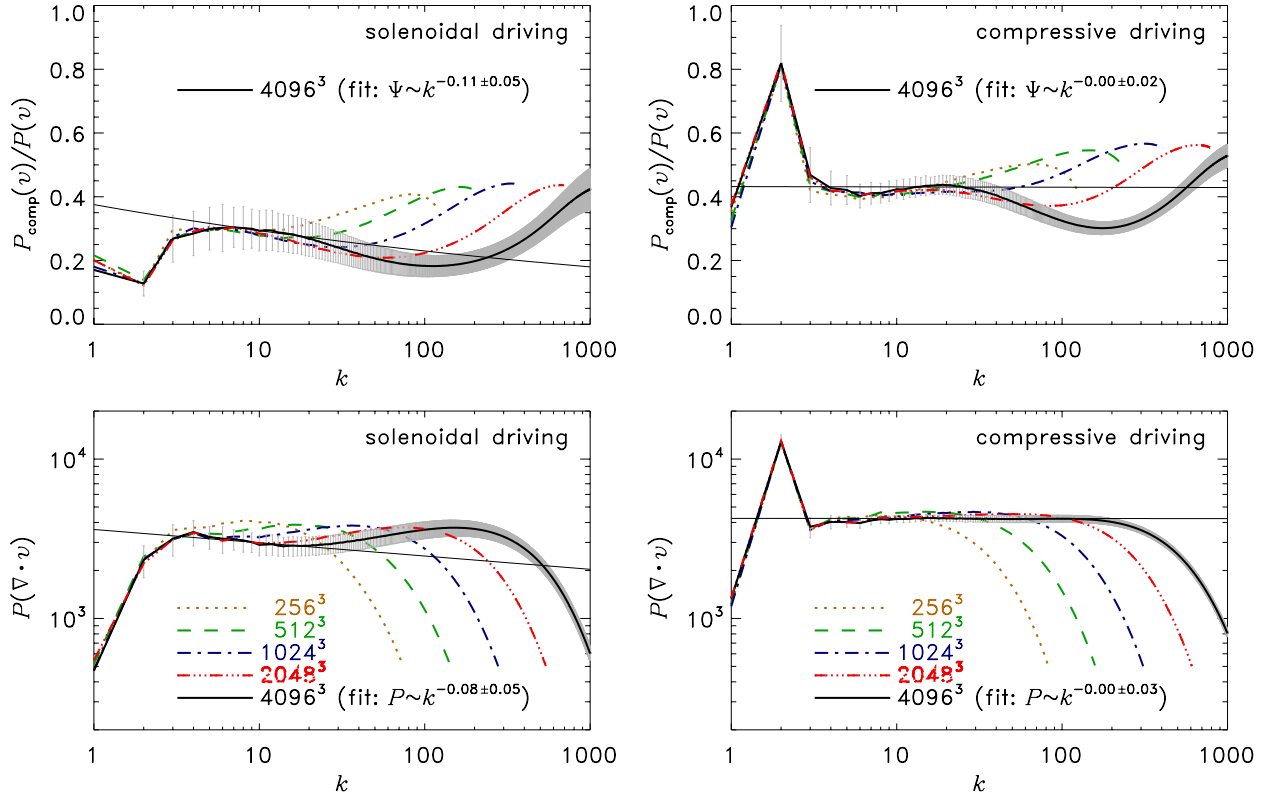 solenoidal driving
4096³ (fit: Ψ~k^-0.11±0.05)
P_comp(υ)/P(υ)
1.0
0.8
0.6
0.4
0.2
0.0
1 10 100 1000
k
compressive driving
4096³ (fit: Ψ~k^-0.00±0.02)
P_comp(υ)/P(υ)
1.0
0.8
0.6
0.4
0.2
0.0
1 10 100 1000
k
solenoidal driving
P(∇·υ)
10⁴
10³
256³
512³
1024³
2048³
4096³ (fit: P~k^-0.08±0.05)
1 10 100 1000
k
compressive driving
P(∇·υ)
10⁴
10³
256³
512³
1024³
2048³
4096³ (fit: P~k^-0.00±0.03)
1 10 100 1000
k